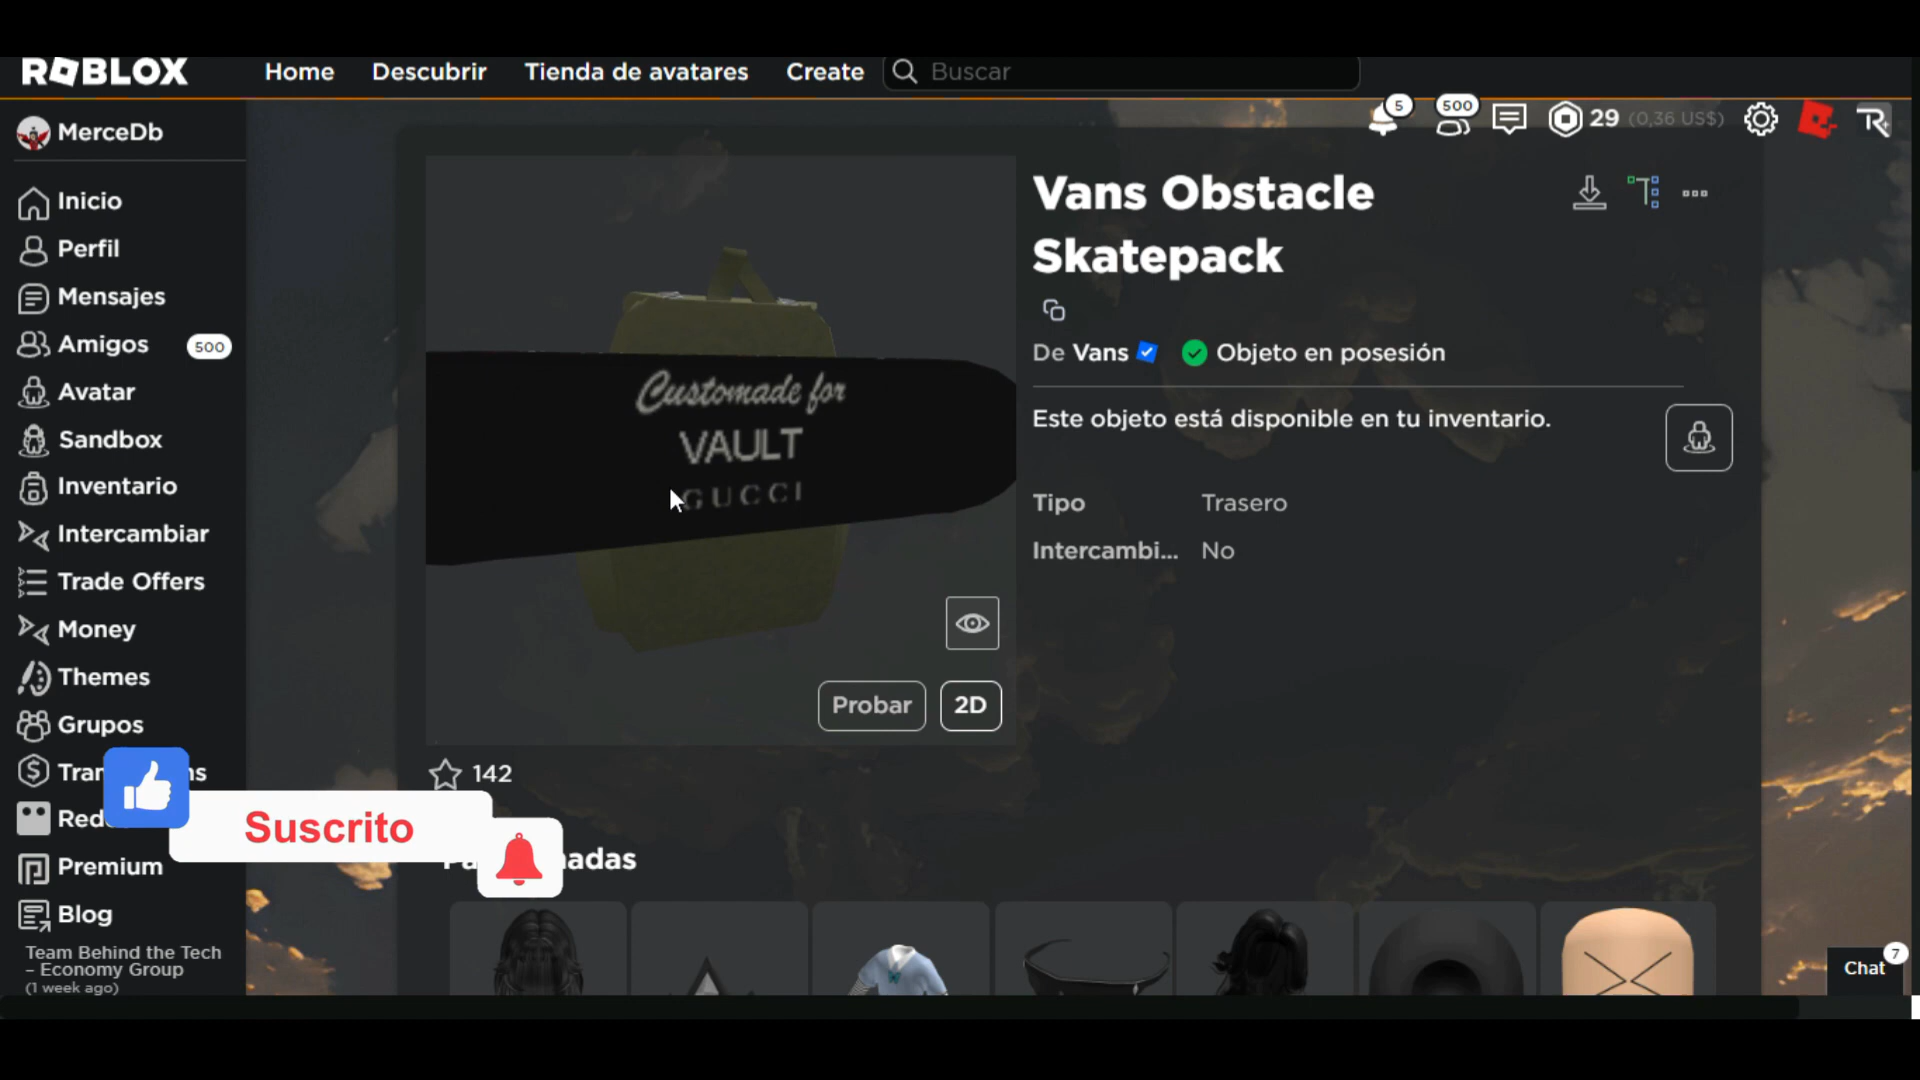 ROBLOX
Home
Descubrir
Tienda de avatares
Create
Buscar
5
500
29
(0,36 US$)
MerceDb
Inicio
Perfil
Mensajes
Amigos
500
Avatar
Sandbox
Inventario
Intercambiar
Trade Offers
Money
Themes
Grupos
Premium
Blog
Team Behind the Tech
– Economy Group
(1 week ago)
Customade for
VAULT
GUCCI
Probar
2D
142
Vans Obstacle
Skatepack
De Vans
Objeto en posesión
Este objeto está disponible en tu inventario.
Tipo
Trasero
Intercambi...
No
Suscrito
Chat
7